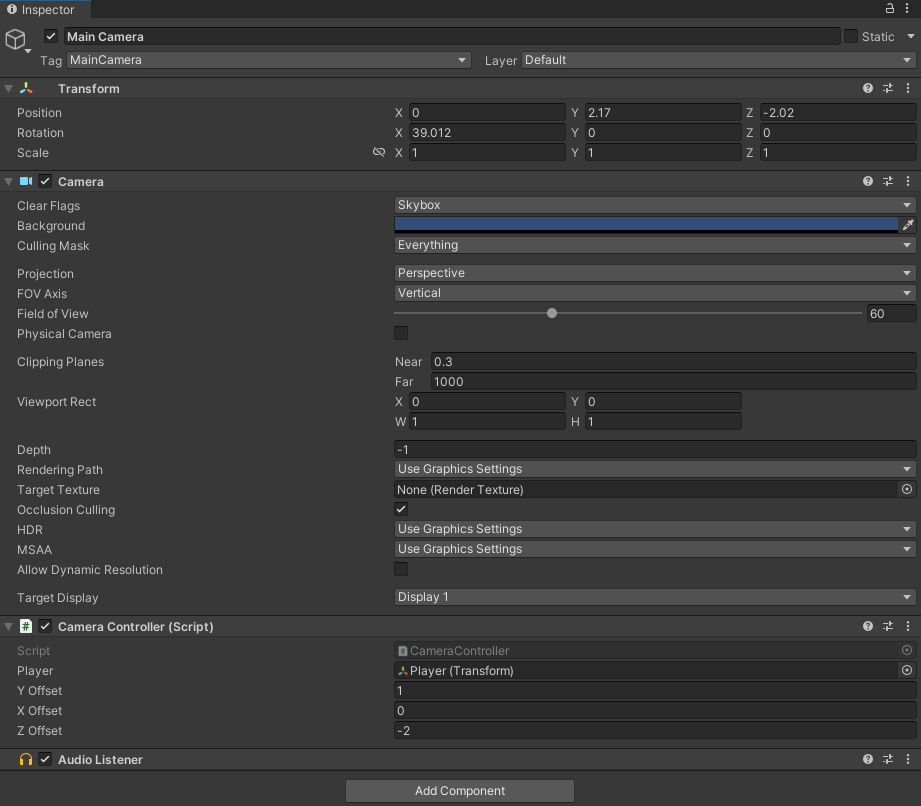 Inspector
Main Camera
Static
Tag MainCamera Layer Default
Transform
Position X 0 Y 2.17 Z -2.02
Rotation X 39.012 Y 0 Z 0
Scale X 1 Y 1 Z 1
Camera
Clear Flags Skybox
Background
Culling Mask Everything
Projection Perspective
FOV Axis Vertical
Field of View 60
Physical Camera
Clipping Planes Near 0.3
Far 1000
Viewport Rect X 0 Y 0
W 1 H 1
Depth -1
Rendering Path Use Graphics Settings
Target Texture None (Render Texture)
Occlusion Culling
HDR Use Graphics Settings
MSAA Use Graphics Settings
Allow Dynamic Resolution
Target Display Display 1
# Camera Controller (Script)
Script # CameraController
Player Player (Transform)
Y Offset 1
X Offset 0
Z Offset -2
Audio Listener
Add Component